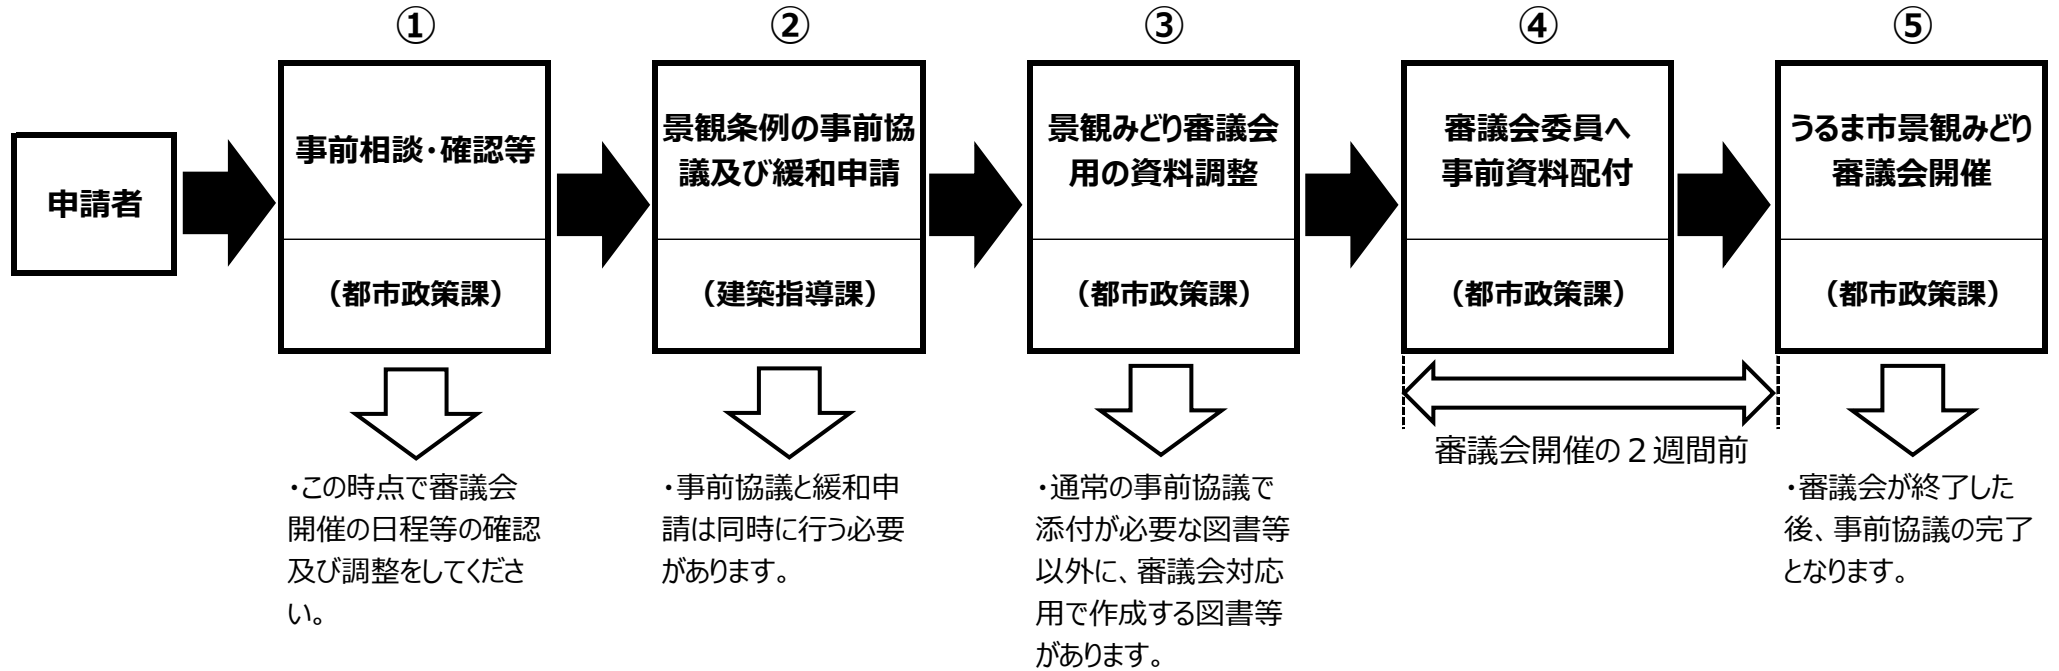 ①
②
③
④
⑤
申請者
事前相談・確認等
（都市政策課）
景観条例の事前協
議及び緩和申請
（建築指導課）
景観みどり審議会
用の資料調整
（都市政策課）
審議会委員へ
事前資料配付
（都市政策課）
うるま市景観みどり
審議会開催
（都市政策課）
・この時点で審議会
開催の日程等の確認
及び調整をしてくださ
い。
・事前協議と緩和申
請は同時に行う必要
があります。
・通常の事前協議で
添付が必要な図書等
以外に、審議会対応
用で作成する図書等
があります。
審議会開催の２週間前
・審議会が終了した
後、事前協議の完了
となります。